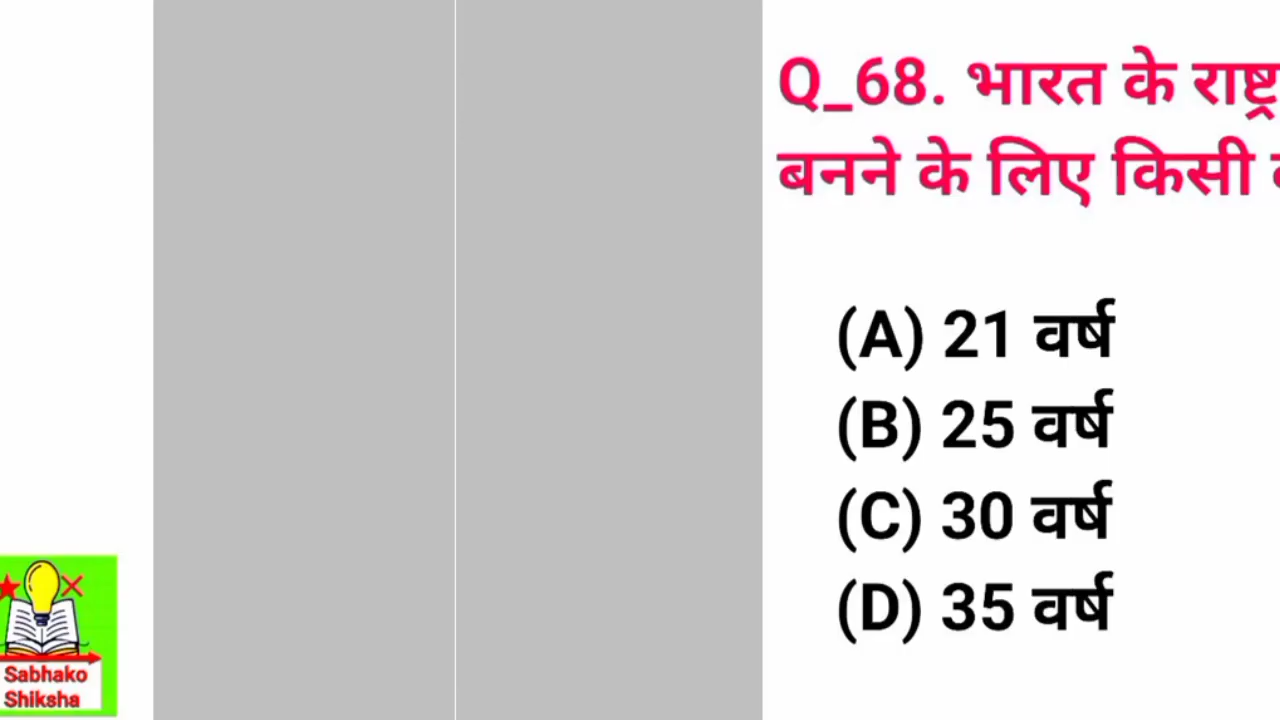 Q_68. भारत के राष्ट्र
बनने के लिए किसी
(A) 21 वर्ष
(B) 25 वर्ष
(C) 30 वर्ष
(D) 35 वर्ष
Sabhako
Shiksha